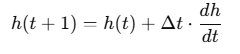 h(t + 1) = h(t) + Δt · dh/dt